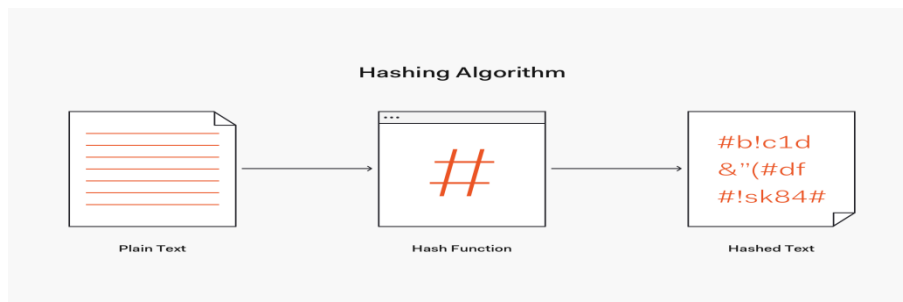 Hashing Algorithm
#
#b!c1d
&”(#df
#!sk84#
Plain Text
Hash Function
Hashed Text